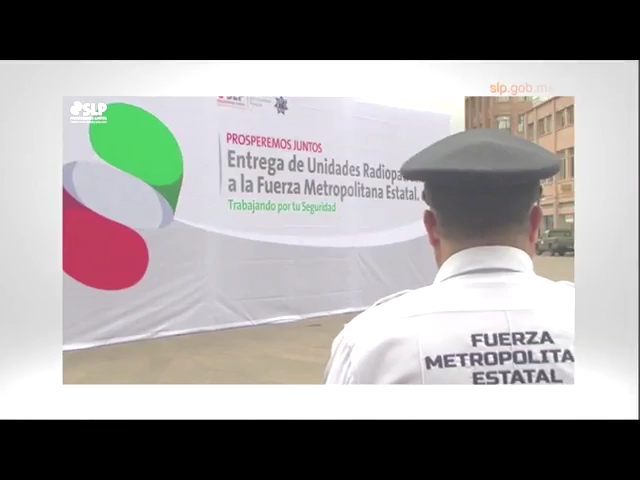 slp.gob.m
SLP
SLP
PROSPEREMOS JUNTOS
Entrega de Unidades Radiopa
a la Fuerza Metropolitana Estatal.
Trabajando por tu Seguridad
FUERZA
METROPOLITA
ESTATAL